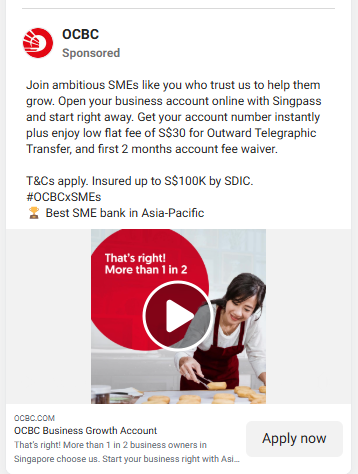 OCBC
Sponsored
Join ambitious SMEs like you who trust us to help them
grow. Open your business account online with Singpass
and start right away. Get your account number instantly
plus enjoy low flat fee of S$30 for Outward Telegraphic
Transfer, and first 2 months account fee waiver.
T&Cs apply. Insured up to S$100K by SDIC.
#OCBCxSMEs
🏆 Best SME bank in Asia-Pacific
That's right!
More than 1 in 2
OCBC.COM
OCBC Business Growth Account
That's right! More than 1 in 2 business owners in
Singapore choose us. Start your business right with Asi...
Apply now